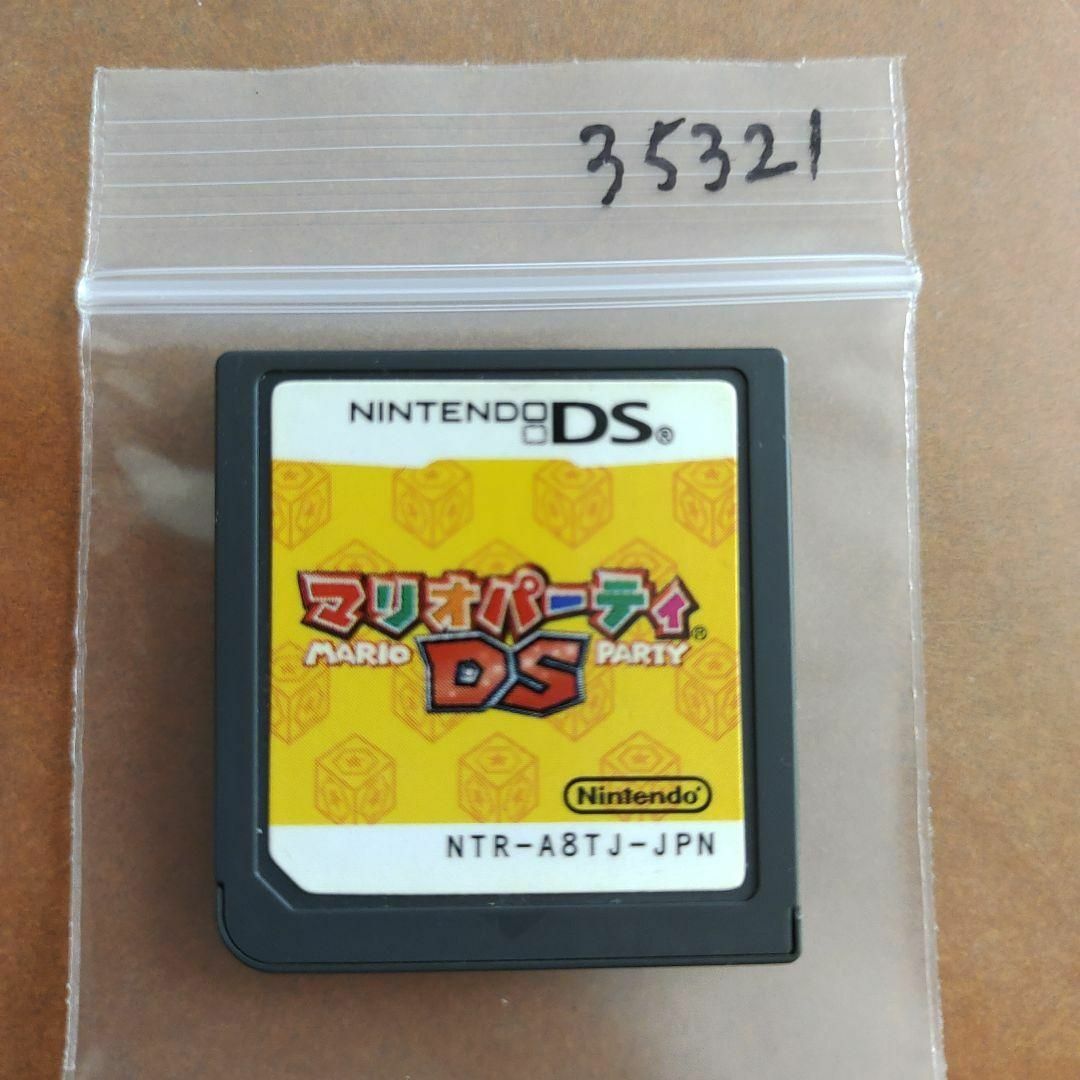 35321
NINTENDO DS®
マリオパーティ®
MARIO DS PARTY
Nintendo®
NTR-A8TJ-JPN